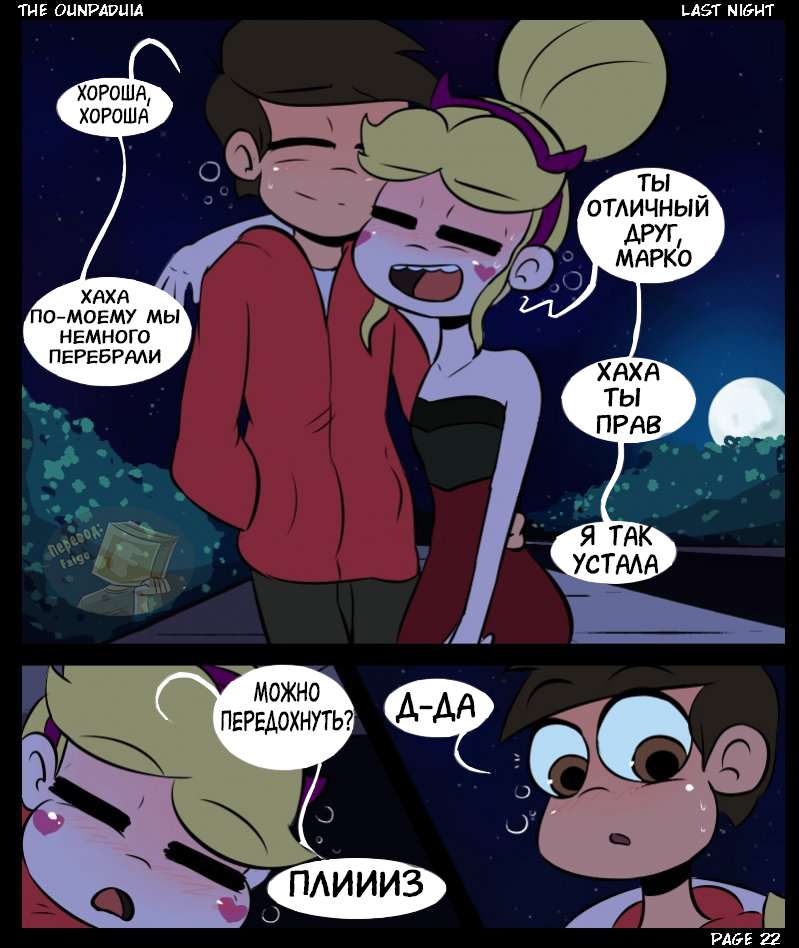 THE OUNPADUIA
LAST NIGHT
ХОРОША,
ХОРОША
ХАХА
ПО-МОЕМУ МЫ
НЕМНОГО
ПЕРЕБРАЛИ
ТЫ
ОТЛИЧНЫЙ
ДРУГ,
МАРКО
ХАХА
ТЫ
ПРАВ
Я ТАК
УСТАЛА
Перевод:
Faigo
МОЖНО
ПЕРЕДОХНУТЬ?
ПЛИИИЗ
Д-ДА
PAGE 22